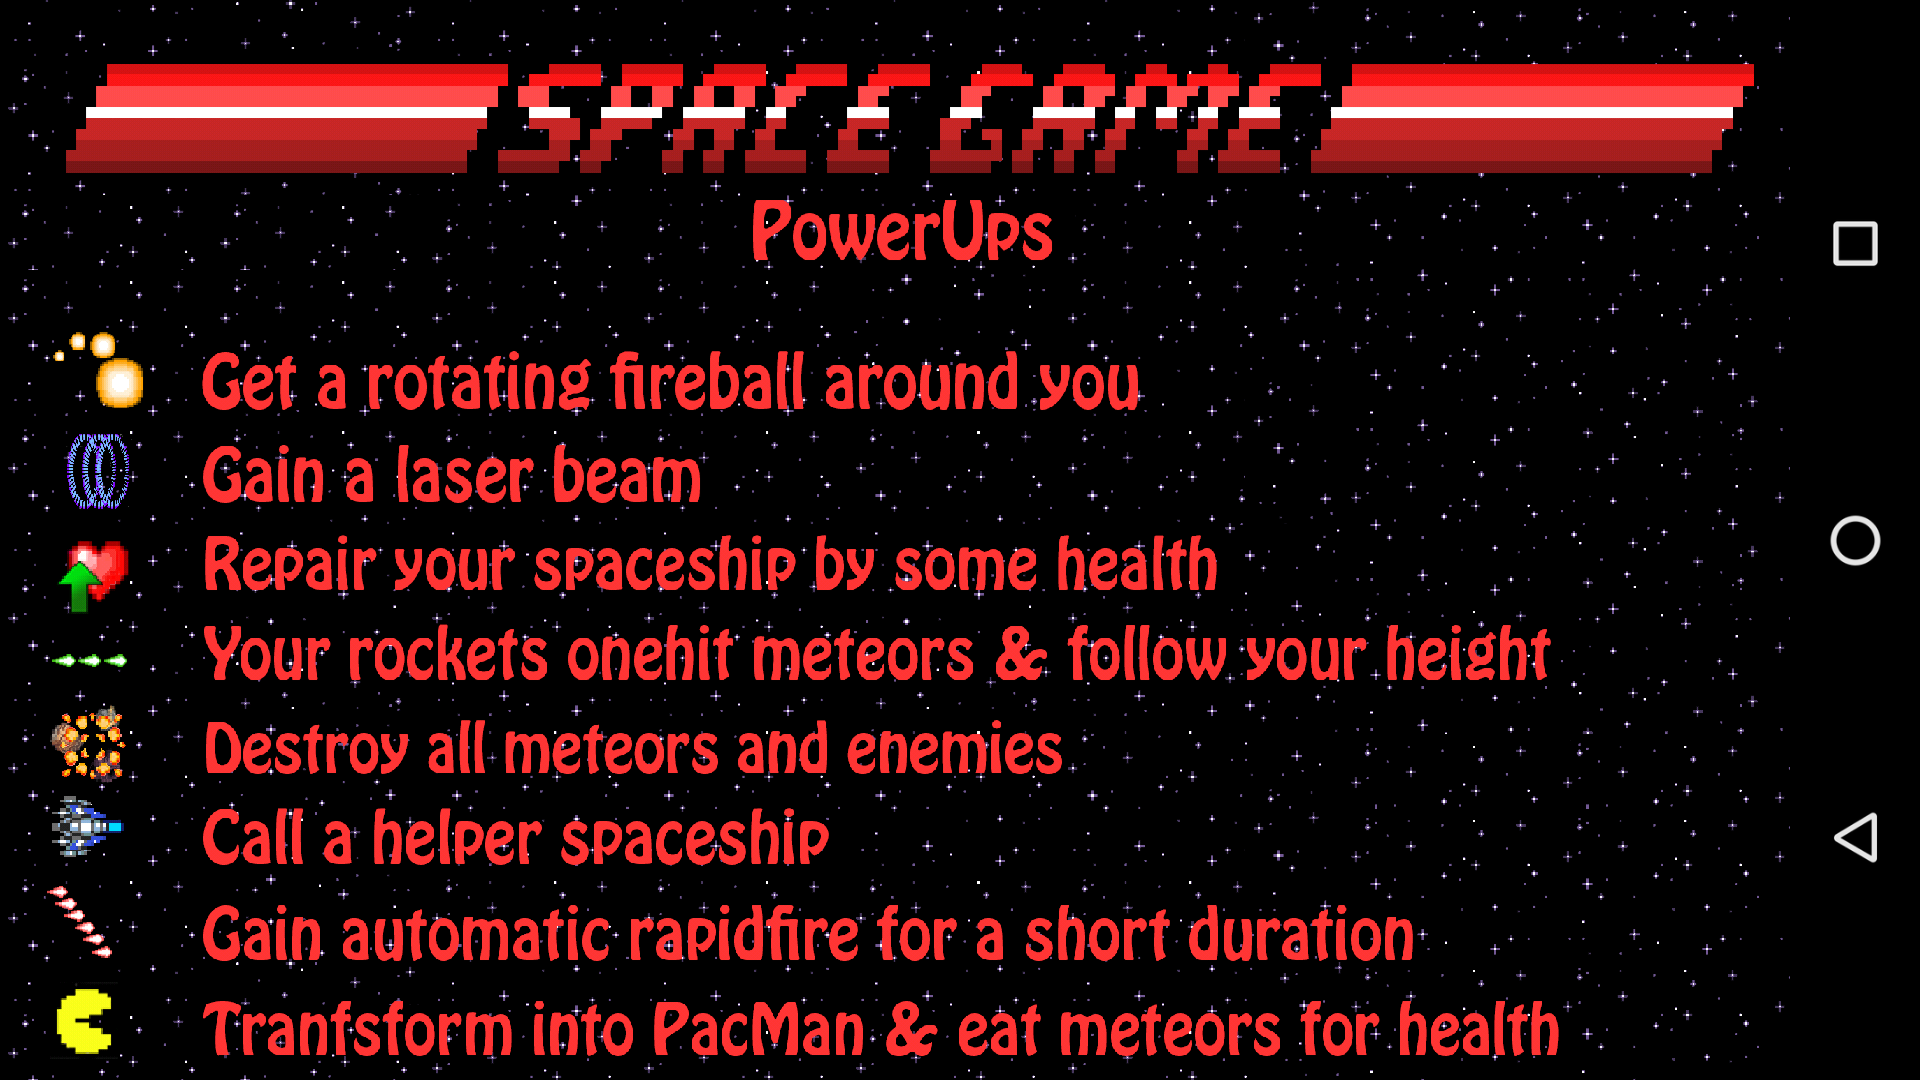 SPACE GAME
PowerUps
Get a rotating fireball around you
Gain a laser beam
Repair your spaceship by some health
Your rockets onehit meteors & follow your height
Destroy all meteors and enemies
Call a helper spaceship
Gain automatic rapidfire for a short duration
Tranfsform into PacMan & eat meteors for health